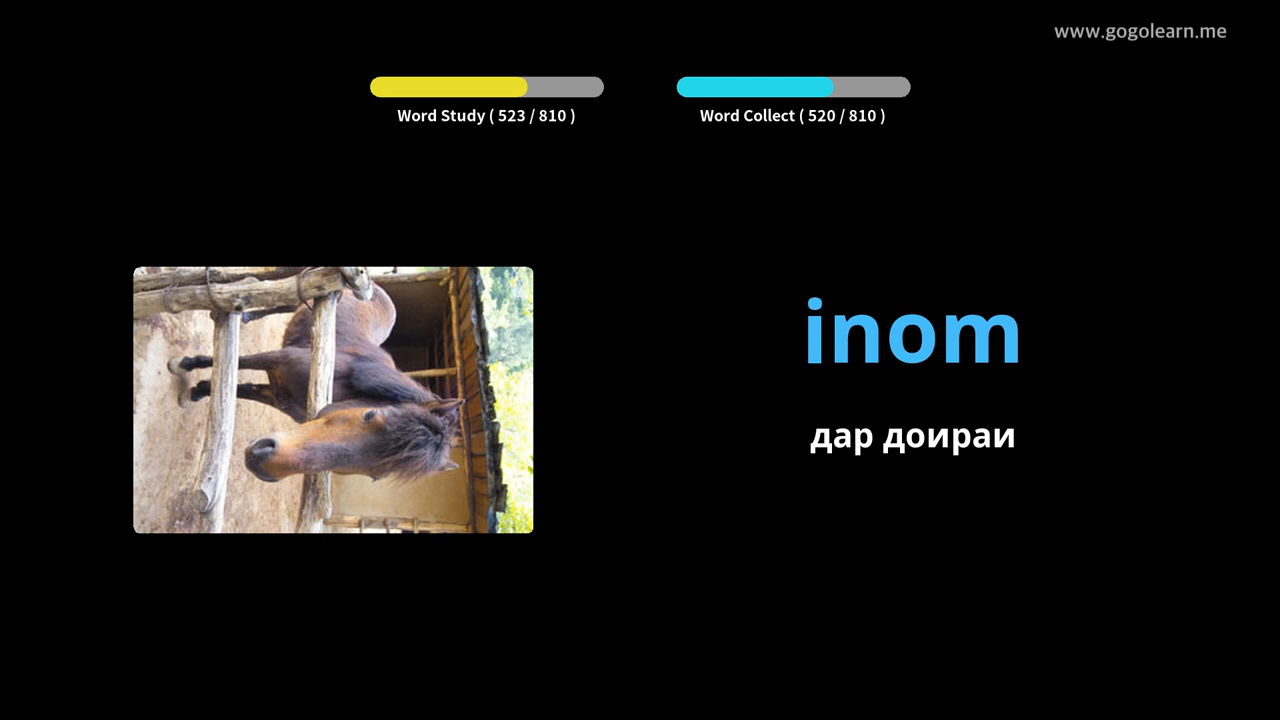 www.gogolearn.me
Word Study ( 523 / 810 )
Word Collect ( 520 / 810 )
inom
дар доираи